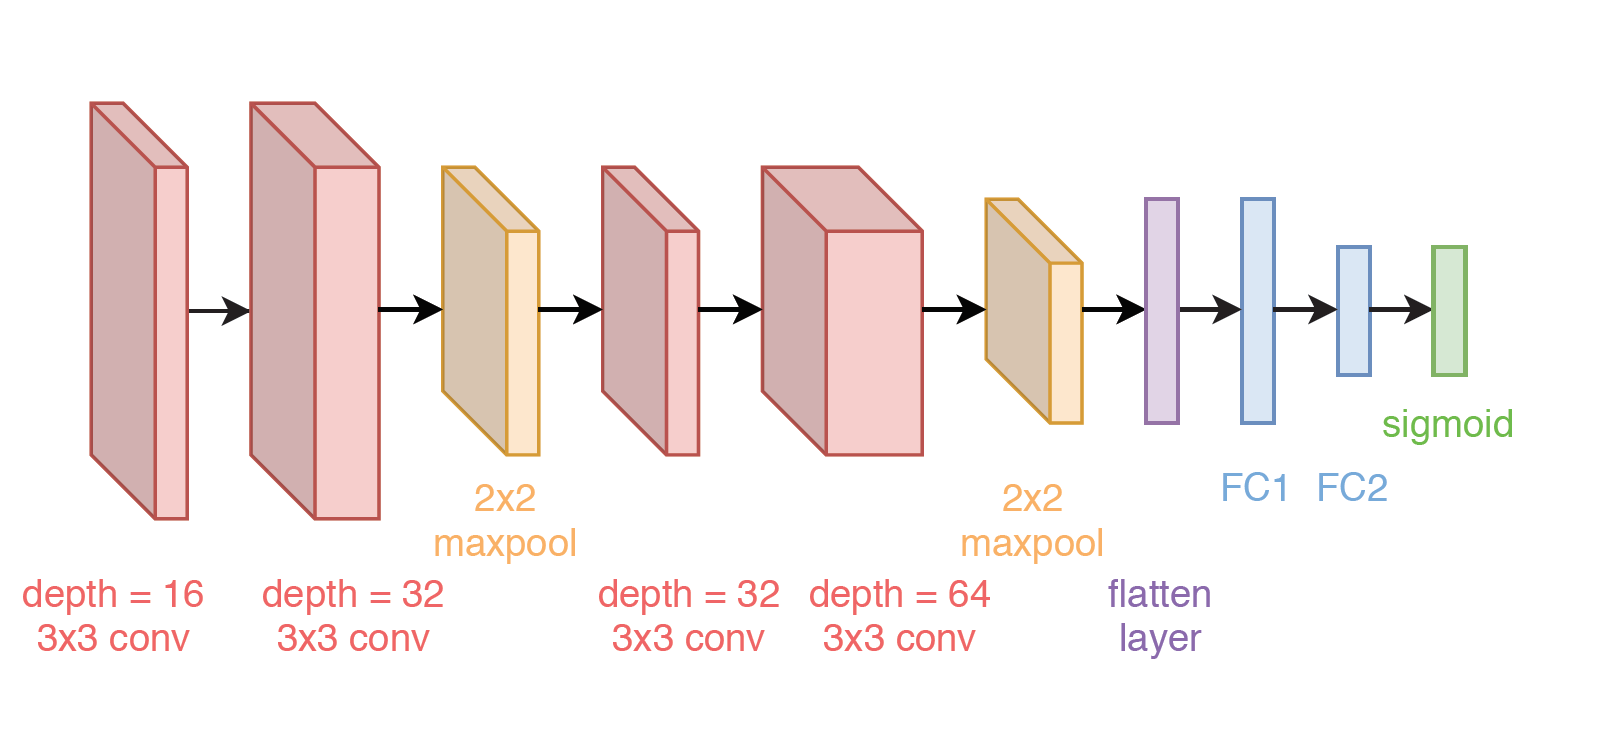 depth = 16
3x3 conv
depth = 32
3x3 conv
2x2
maxpool
depth = 32
3x3 conv
depth = 64
3x3 conv
2x2
maxpool
flatten
layer
FC1
FC2
sigmoid